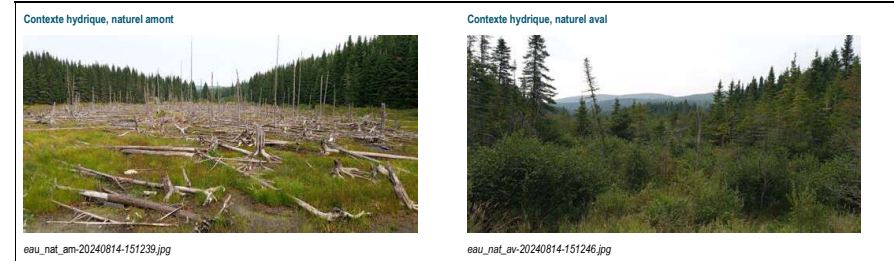 Contexte hydrique, naturel amont
Contexte hydrique, naturel aval
eau_nat_am-20240814-151239.jpg
eau_nat_av-20240814-151246.jpg